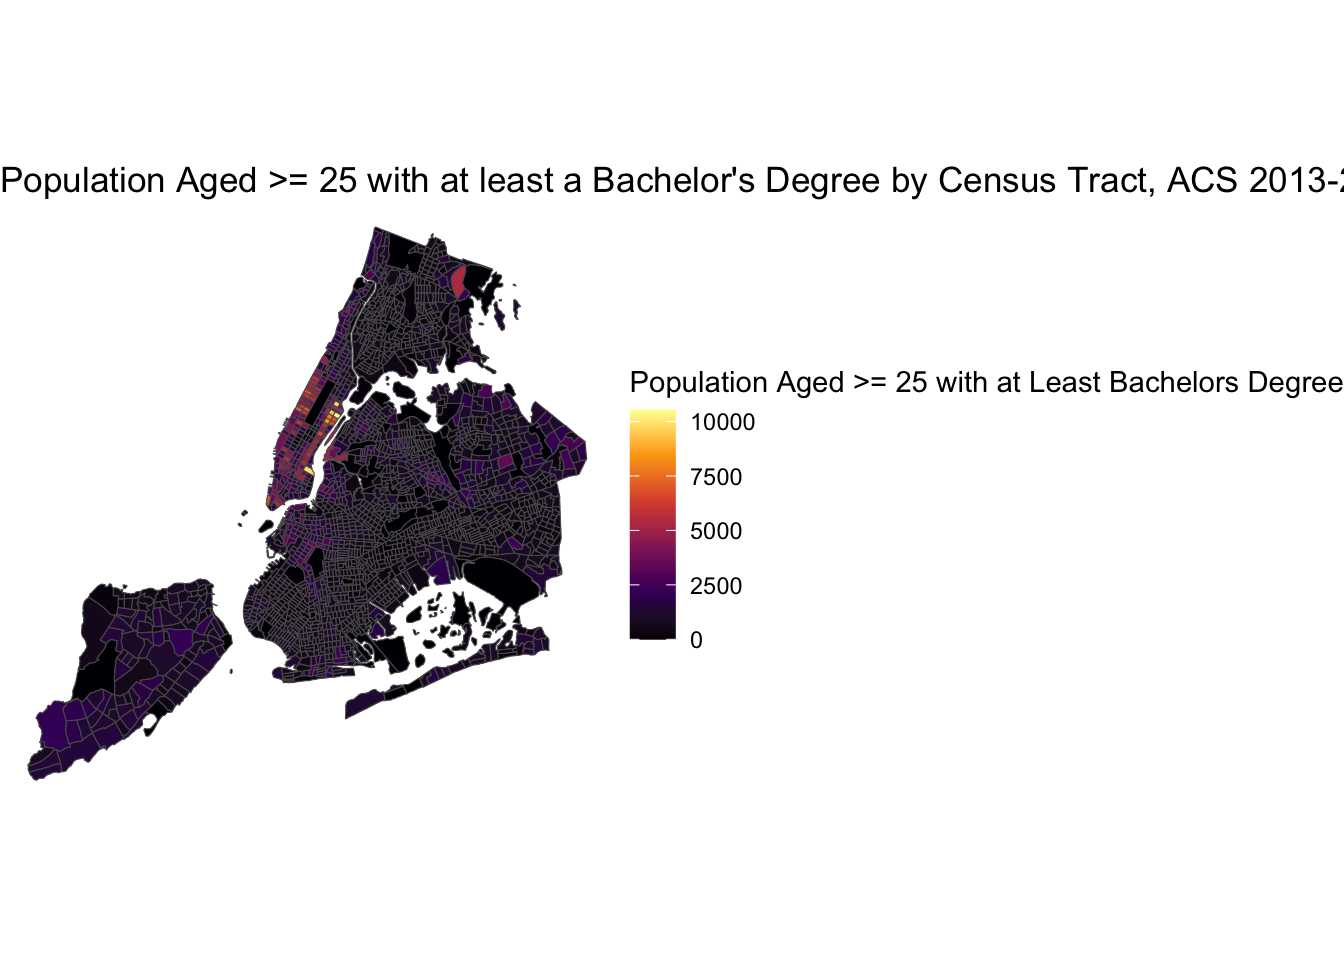 Population Aged >= 25 with at least a Bachelor's Degree by Census Tract, ACS 2013-
Population Aged >= 25 with at Least Bachelors Degree
10000
7500
5000
2500
0